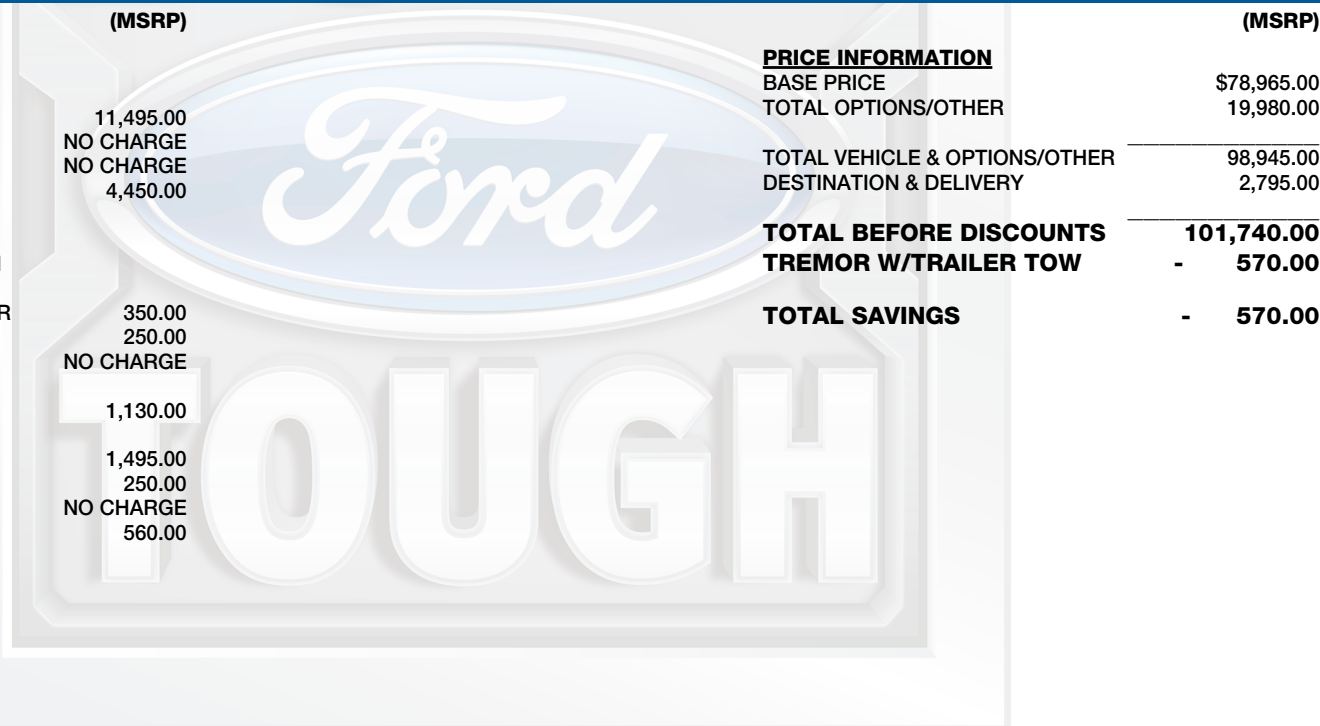 (MSRP)
11,495.00
NO CHARGE
NO CHARGE
4,450.00
R 350.00
250.00
NO CHARGE
1,130.00
1,495.00
250.00
NO CHARGE
560.00
Ford
TOUGH
(MSRP)
PRICE INFORMATION
BASE PRICE $78,965.00
TOTAL OPTIONS/OTHER 19,980.00
TOTAL VEHICLE & OPTIONS/OTHER 98,945.00
DESTINATION & DELIVERY 2,795.00
TOTAL BEFORE DISCOUNTS 101,740.00
TREMOR W/TRAILER TOW - 570.00
TOTAL SAVINGS - 570.00